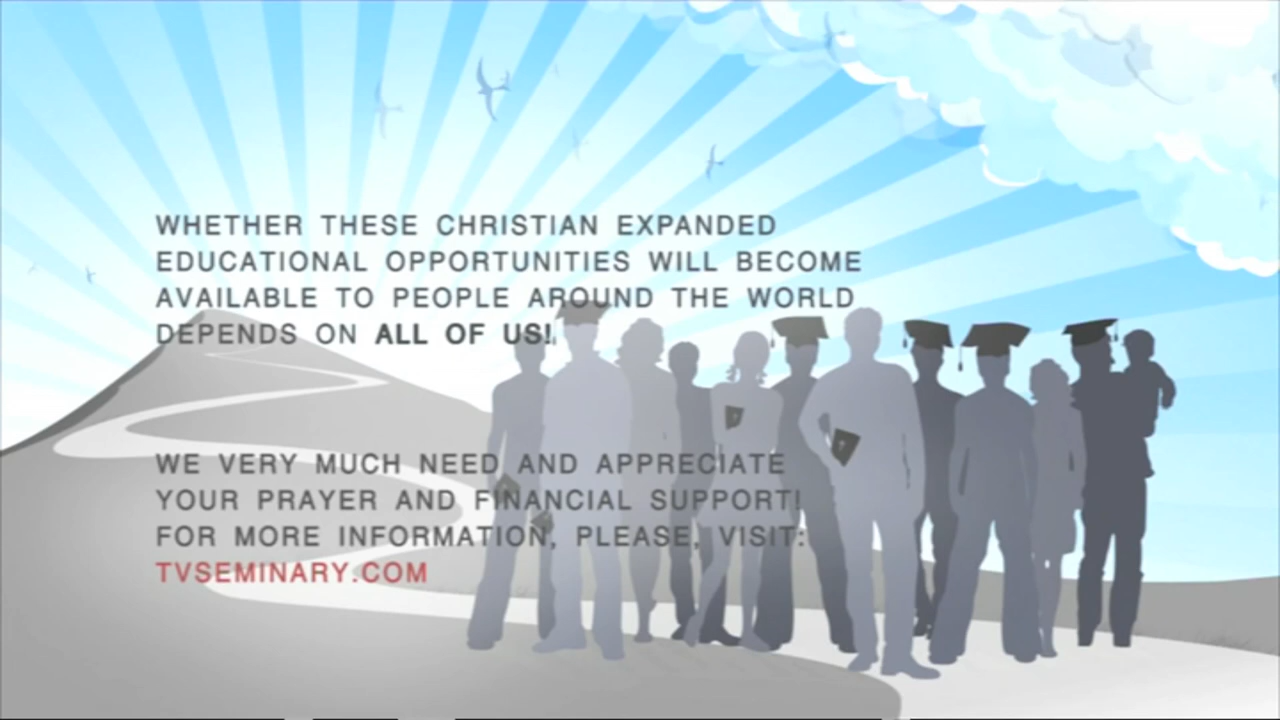 WHETHER THESE CHRISTIAN EXPANDED
EDUCATIONAL OPPORTUNITIES WILL BECOME
AVAILABLE TO PEOPLE AROUND THE WORLD
DEPENDS ON ALL OF US!
WE VERY MUCH NEED AND APPRECIATE
YOUR PRAYER AND FINANCIAL SUPPORT!
FOR MORE INFORMATION, PLEASE, VISIT:
TVSEMINARY.COM